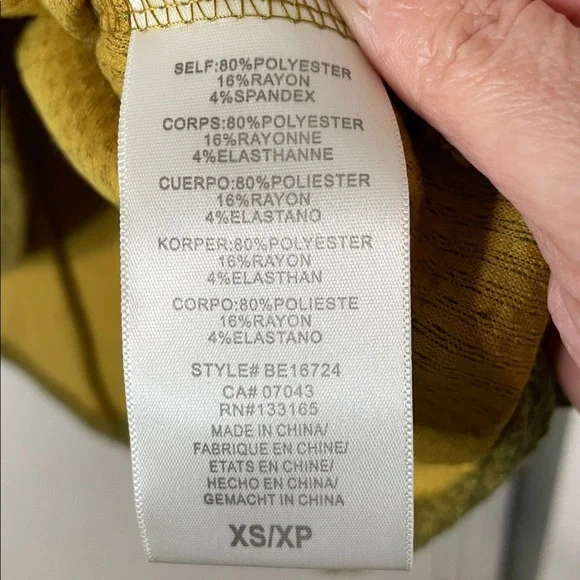 SELF:80%POLYESTER
16%RAYON
4%SPANDEX
CORPS:80%POLYESTER
16%RAYONNE
4%ELASTHANNE
CUERPO:80%POLIESTER
16%RAYON
4%ELASTANO
KORPER:80%POLYESTER
16%RAYON
4%ELASTHAN
CORPO:80%POLIESTE
16%RAYON
4%ELASTANO
STYLE# BE16724
CA# 07043
RN#133165
MADE IN CHINA/
FABRIQUE EN CHINE/
ETATS EN CHINE/
HECHO EN CHINA/
GEMACHT IN CHINA
XS/XP